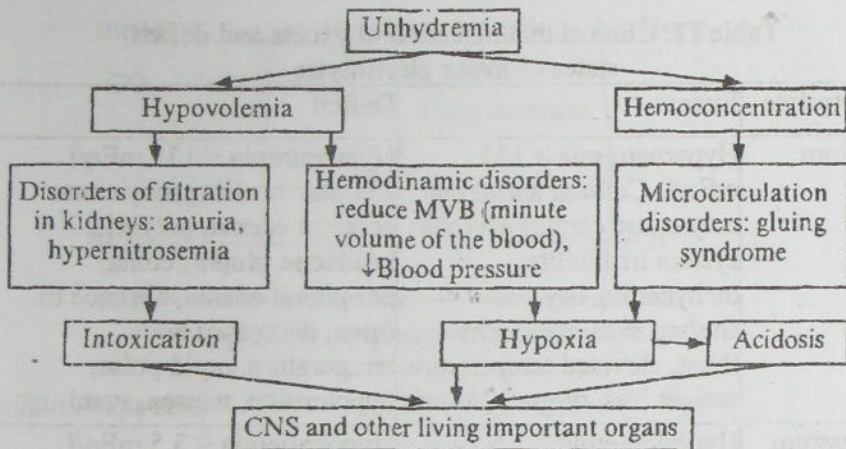 Unhydremia
Hypovolemia
Hemoconcentration
Disorders of filtration
in kidneys: anuria,
hypernitrosemia
Hemodinamic disorders:
reduce MVB (minute
volume of the blood),
↓Blood pressure
Microcirculation
disorders: gluing
syndrome
Intoxication
Hypoxia
Acidosis
CNS and other living important organs